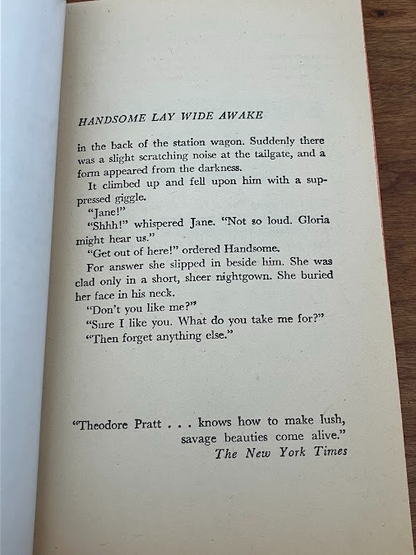 HANDSOME LAY WIDE AWAKE
in the back of the station wagon. Suddenly there
was a slight scratching noise at the tailgate, and a
form appeared from the darkness.
It climbed up and fell upon him with a sup-
pressed giggle.
“Jane!”
“Shhh!” whispered Jane. “Not so loud. Gloria
might hear us.”
“Get out of here!” ordered Handsome.
For answer she slipped in beside him. She was
clad only in a short, sheer nightgown. She buried
her face in his neck.
“Don't you like me?”
“Sure I like you. What do you take me for?”
“Then forget anything else.”
“Theodore Pratt . . . knows how to make lush,
savage beauties come alive.”
The New York Times